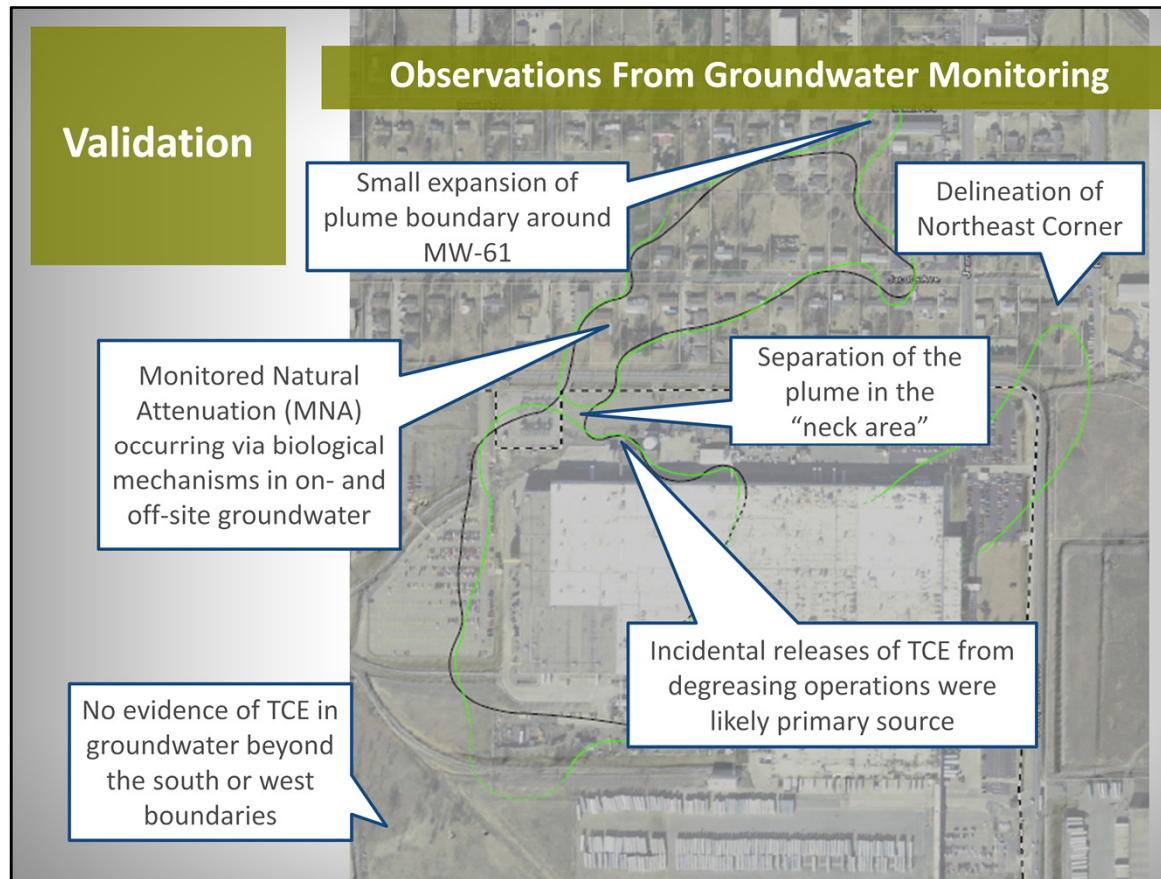 Validation
Observations From Groundwater Monitoring
Small expansion of
plume boundary around
MW-61
Delineation of
Northeast Corner
Monitored Natural
Attenuation (MNA)
occurring via biological
mechanisms in on- and
off-site groundwater
Separation of the
plume in the
“neck area”
Incidental releases of TCE from
degreasing operations were
likely primary source
No evidence of TCE in
groundwater beyond
the south or west
boundaries